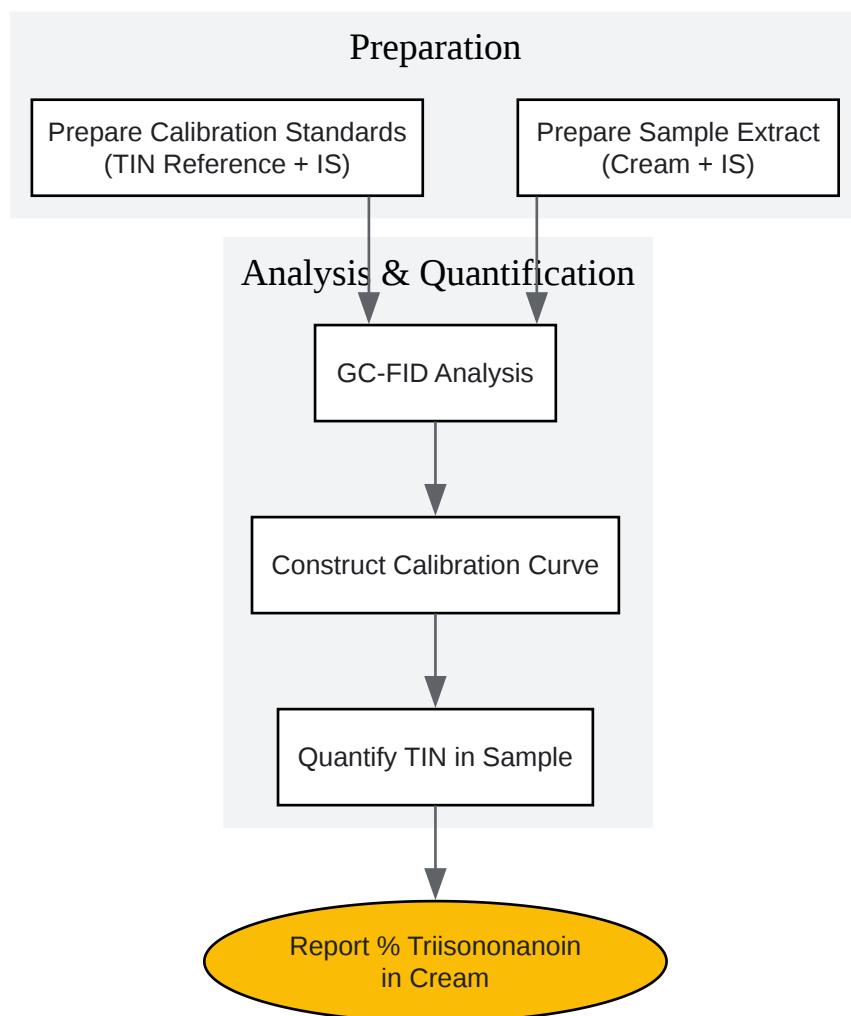 Preparation
Prepare Calibration Standards
(TIN Reference + IS)
Prepare Sample Extract
(Cream + IS)
Analysis & Quantification
GC-FID Analysis
Construct Calibration Curve
Quantify TIN in Sample
Report % Triisononanoin
in Cream